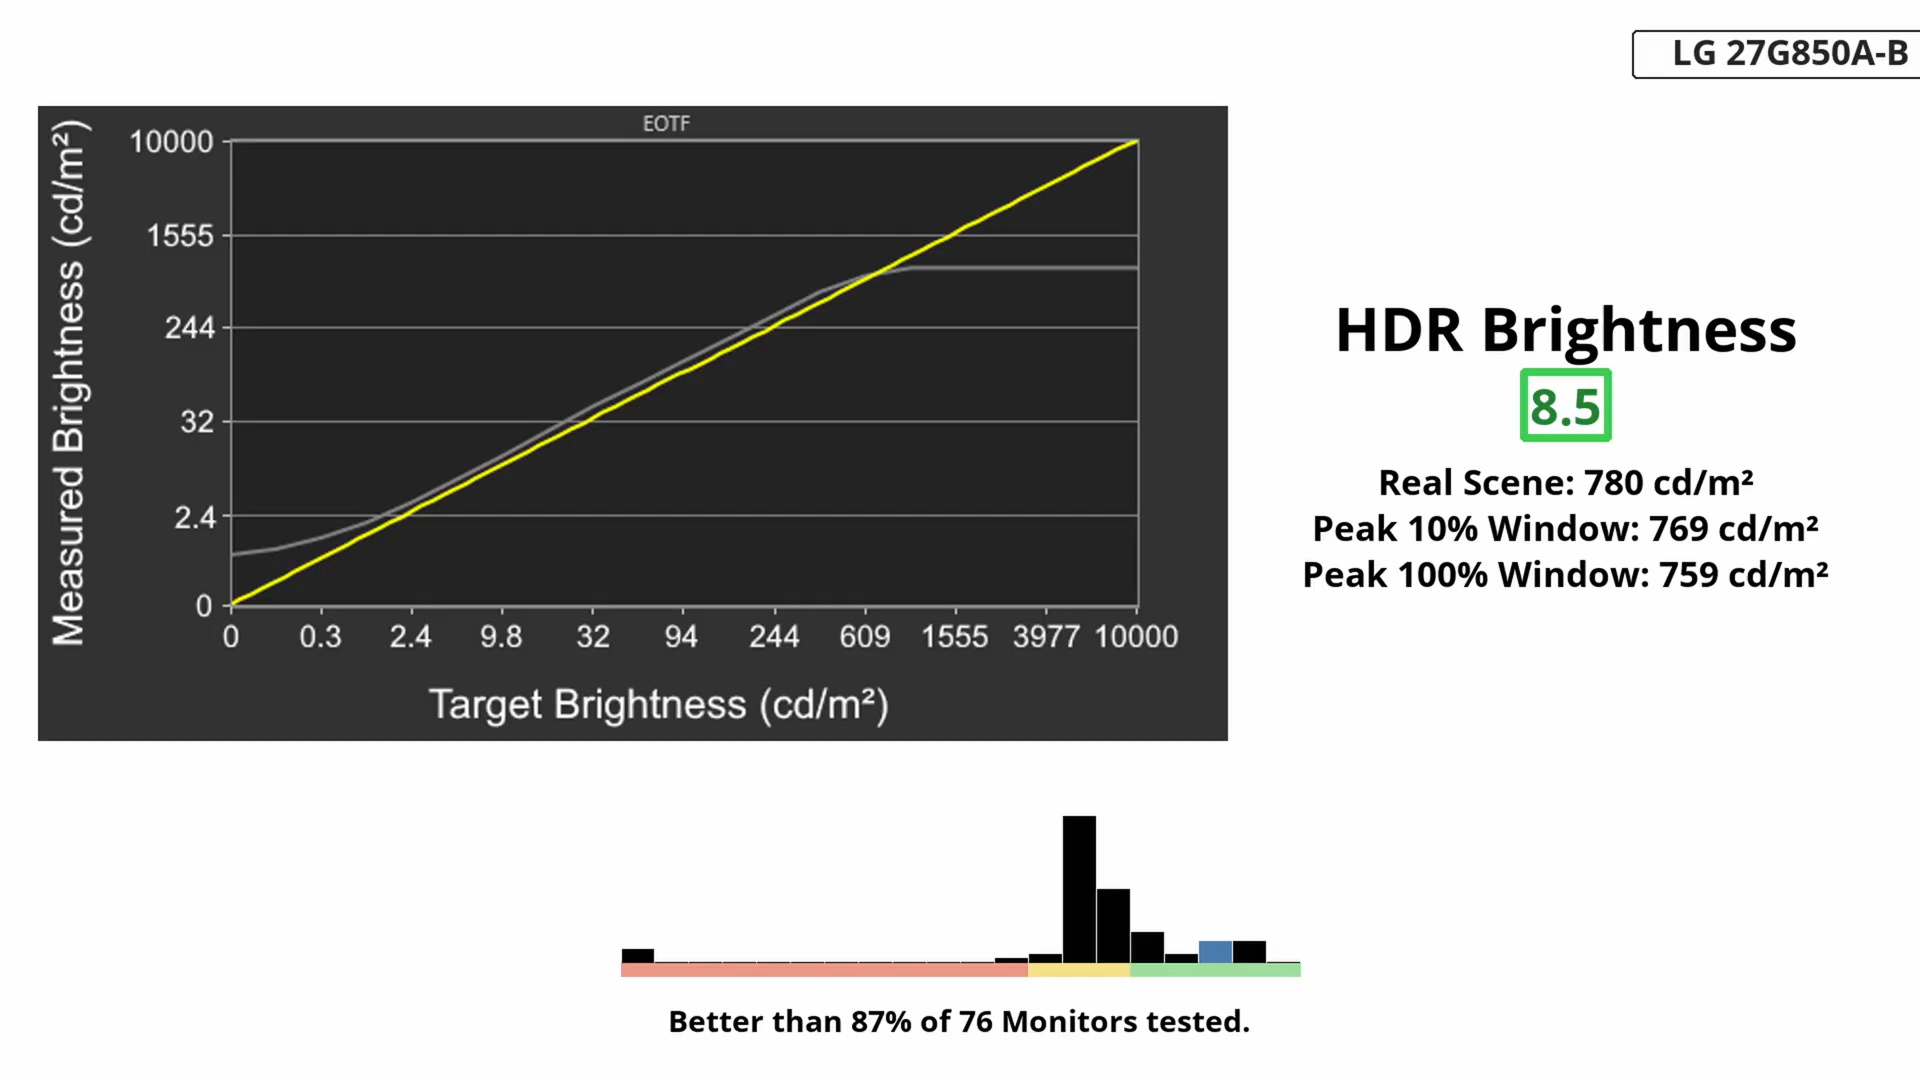 LG 27G850A-B
EOTF
Measured Brightness (cd/m²)
10000
1555
244
32
2.4
0
0 0.3 2.4 9.8 32 94 244 609 1555 3977 10000
Target Brightness (cd/m²)
HDR Brightness
8.5
Real Scene: 780 cd/m²
Peak 10% Window: 769 cd/m²
Peak 100% Window: 759 cd/m²
Better than 87% of 76 Monitors tested.